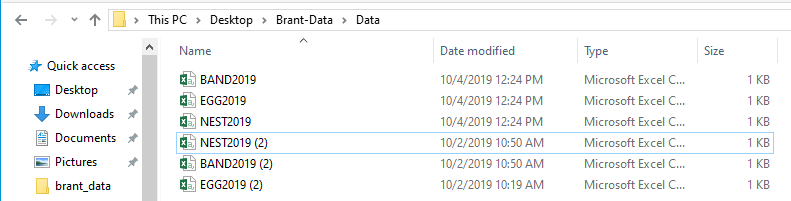 This PC > Desktop > Brant-Data > Data
Name Date modified Type Size
Quick access
Desktop
Downloads
Documents
Pictures
brant_data
BAND2019 10/4/2019 12:24 PM Microsoft Excel C... 1 KB
EGG2019 10/4/2019 12:24 PM Microsoft Excel C... 1 KB
NEST2019 10/4/2019 12:24 PM Microsoft Excel C... 1 KB
NEST2019 (2) 10/2/2019 10:50 AM Microsoft Excel C... 1 KB
BAND2019 (2) 10/2/2019 10:50 AM Microsoft Excel C... 1 KB
EGG2019 (2) 10/2/2019 10:19 AM Microsoft Excel C... 1 KB